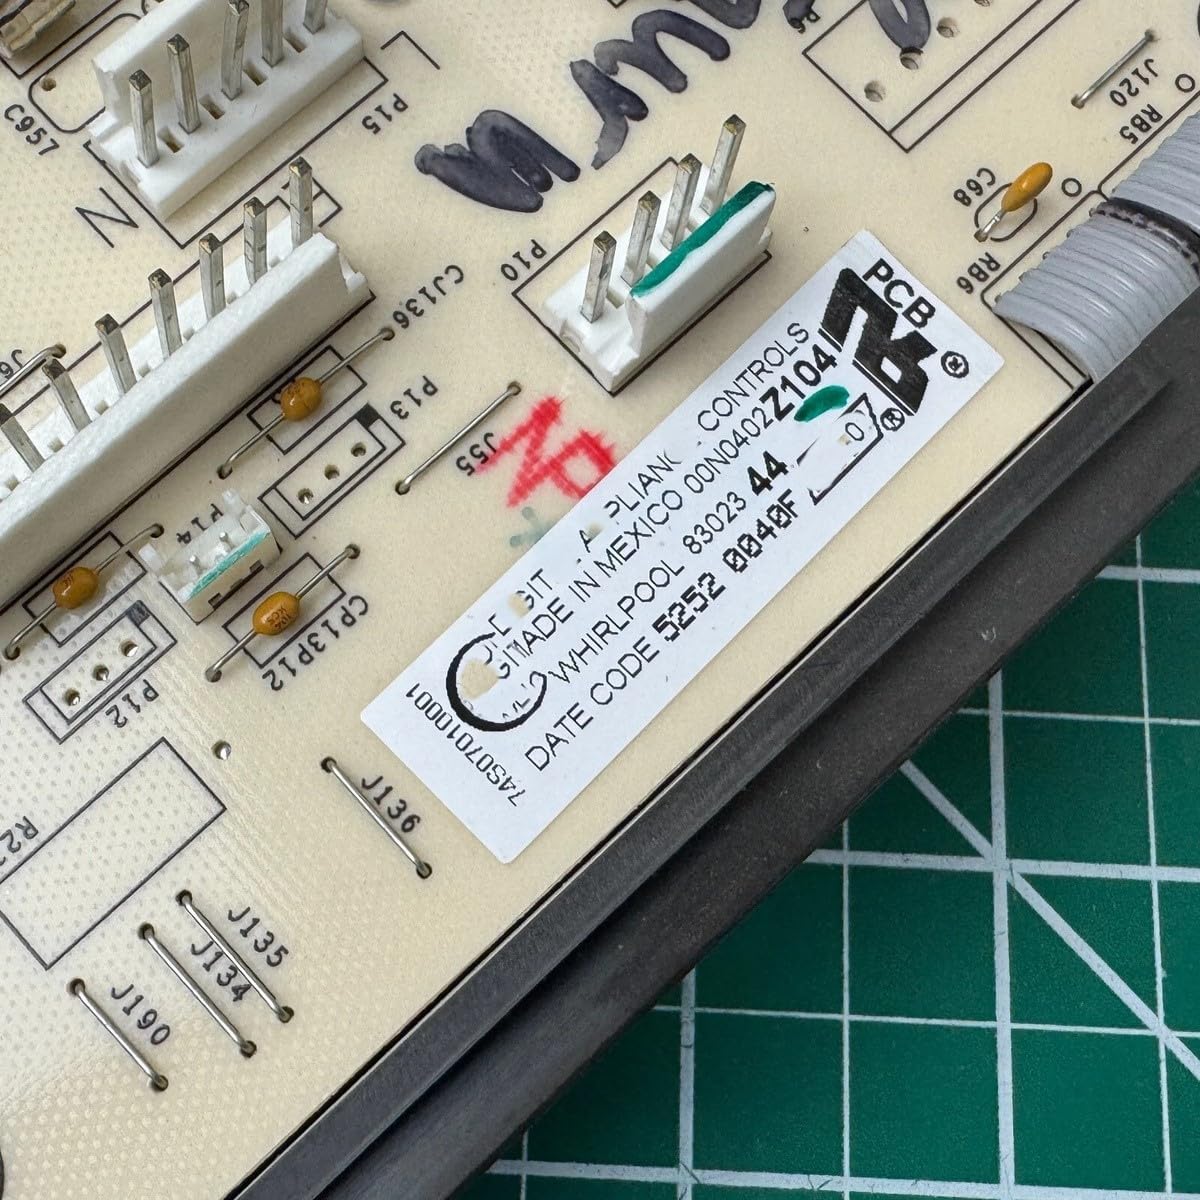 C957
P15
N
J120
RB5
C68
RB6
P10
CJ136
P13
J55
P14
CP13P12
P12
J136
J135
J134
J190
PCB
®
CONTROLS
MADE IN MEXICO 00N0402Z104
®
WHIRLPOOL 83023 44
DATE CODE 5252 0040F
74S07010001